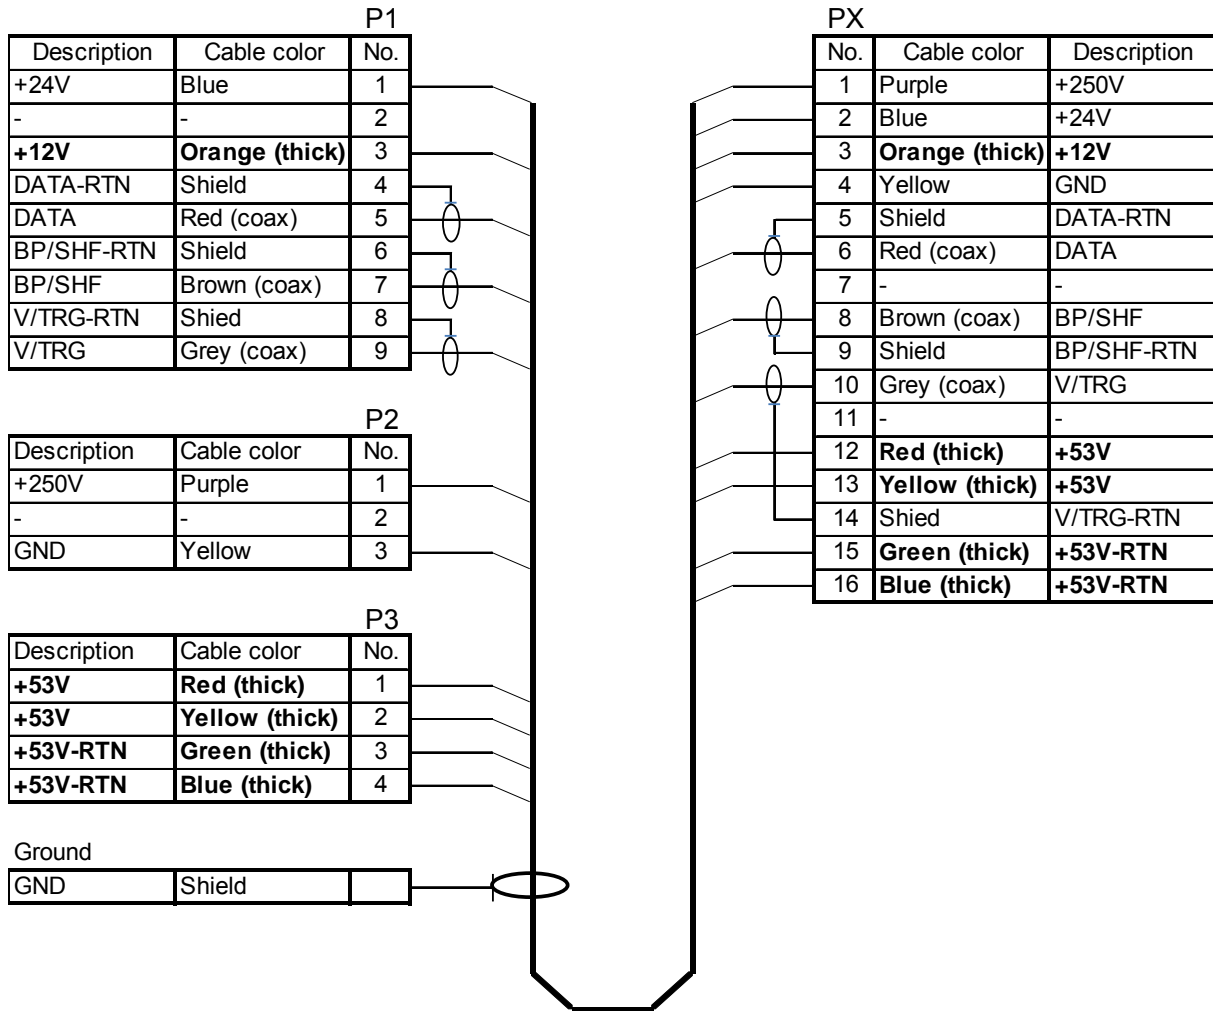 P1
Description Cable color No.
+24V Blue 1
- - 2
+12V Orange (thick) 3
DATA-RTN Shield 4
DATA Red (coax) 5
BP/SHF-RTN Shield 6
BP/SHF Brown (coax) 7
V/TRG-RTN Shied 8
V/TRG Grey (coax) 9
P2
Description Cable color No.
+250V Purple 1
- - 2
GND Yellow 3
P3
Description Cable color No.
+53V Red (thick) 1
+53V Yellow (thick) 2
+53V-RTN Green (thick) 3
+53V-RTN Blue (thick) 4
Ground
GND Shield
PX
No. Cable color Description
1 Purple +250V
2 Blue +24V
3 Orange (thick) +12V
4 Yellow GND
5 Shield DATA-RTN
6 Red (coax) DATA
7 - -
8 Brown (coax) BP/SHF
9 Shield BP/SHF-RTN
10 Grey (coax) V/TRG
11 - -
12 Red (thick) +53V
13 Yellow (thick) +53V
14 Shied V/TRG-RTN
15 Green (thick) +53V-RTN
16 Blue (thick) +53V-RTN